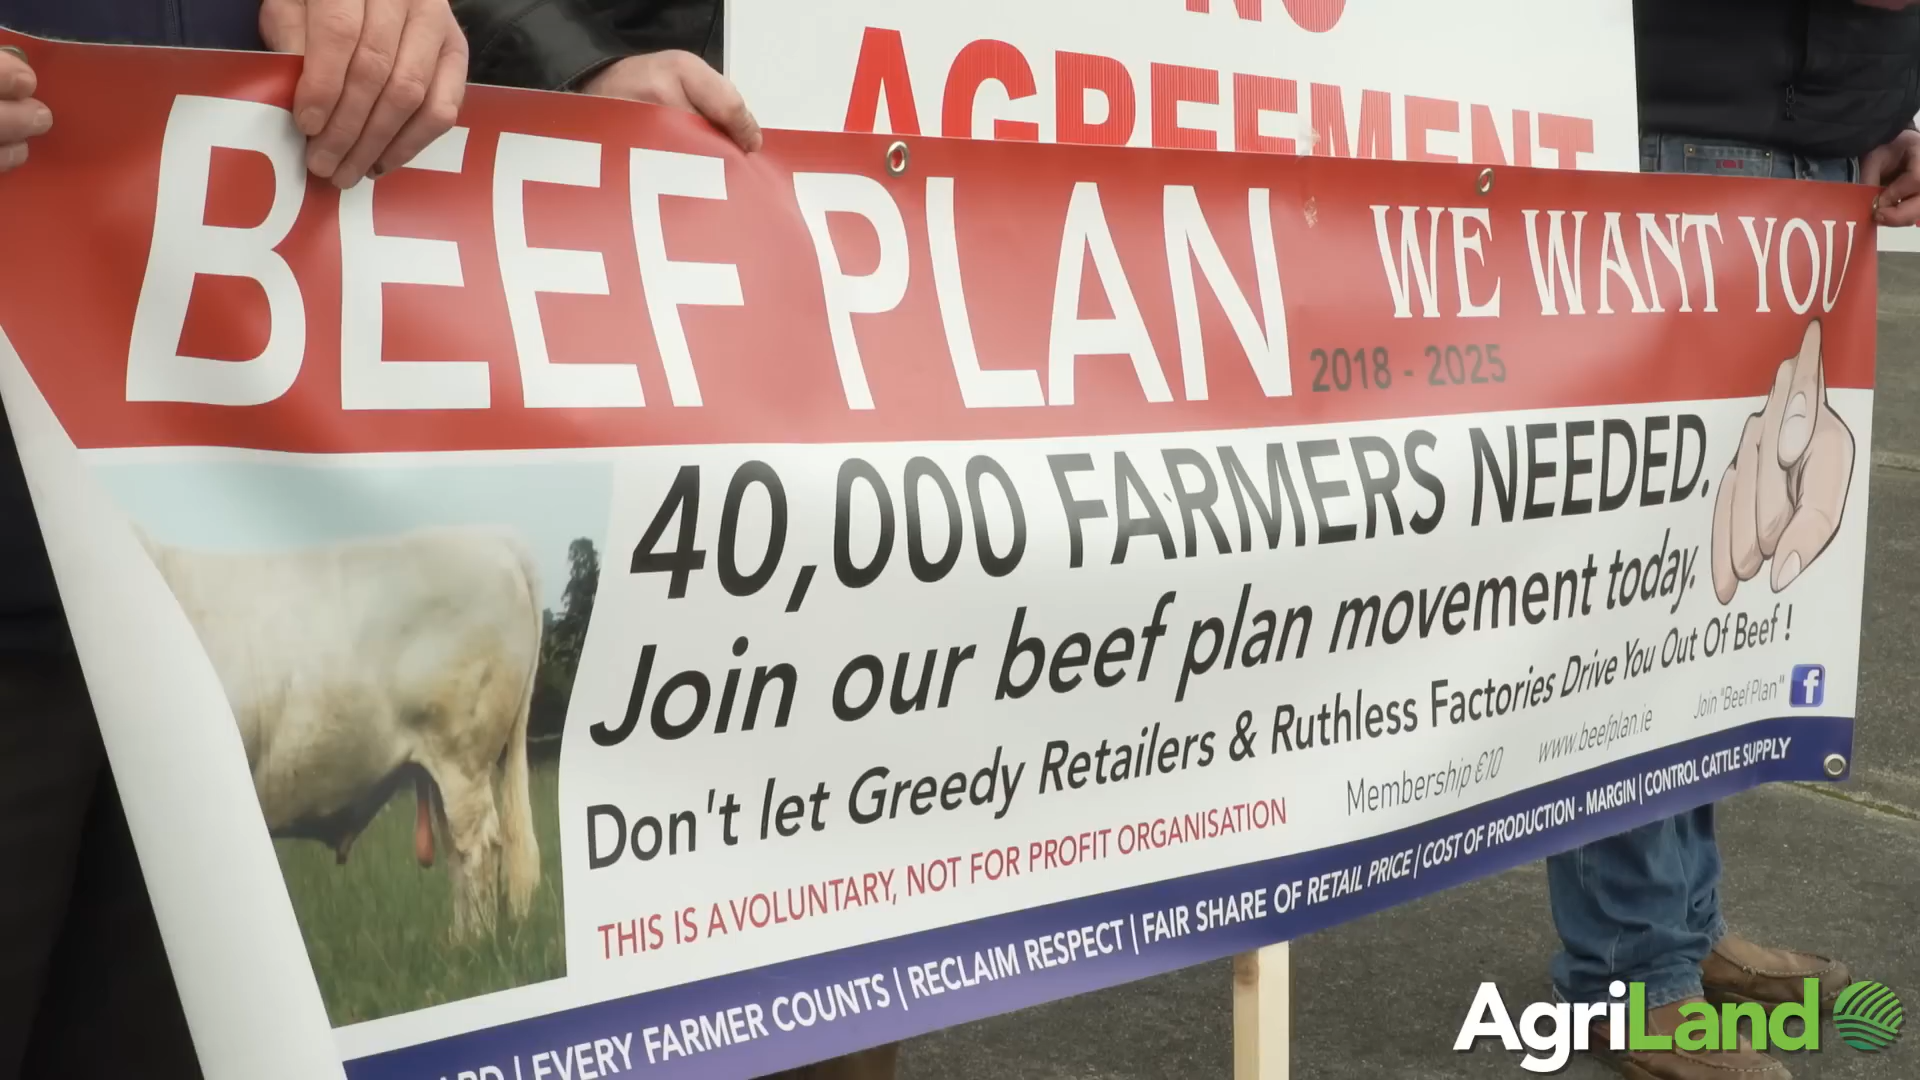 NO
AGREEMENT
BEEF PLAN
WE WANT YOU
2018 - 2025
40,000 FARMERS NEEDED.
Join our beef plan movement today.
Don't let Greedy Retailers & Ruthless Factories Drive You Out Of Beef !
Membership €10 www.beefplan.ie Join "Beef Plan" f
THIS IS A VOLUNTARY, NOT FOR PROFIT ORGANISATION
| EVERY FARMER COUNTS | RECLAIM RESPECT | FAIR SHARE OF RETAIL PRICE / COST OF PRODUCTION - MARGIN | CONTROL CATTLE SUPPLY
AgriLand